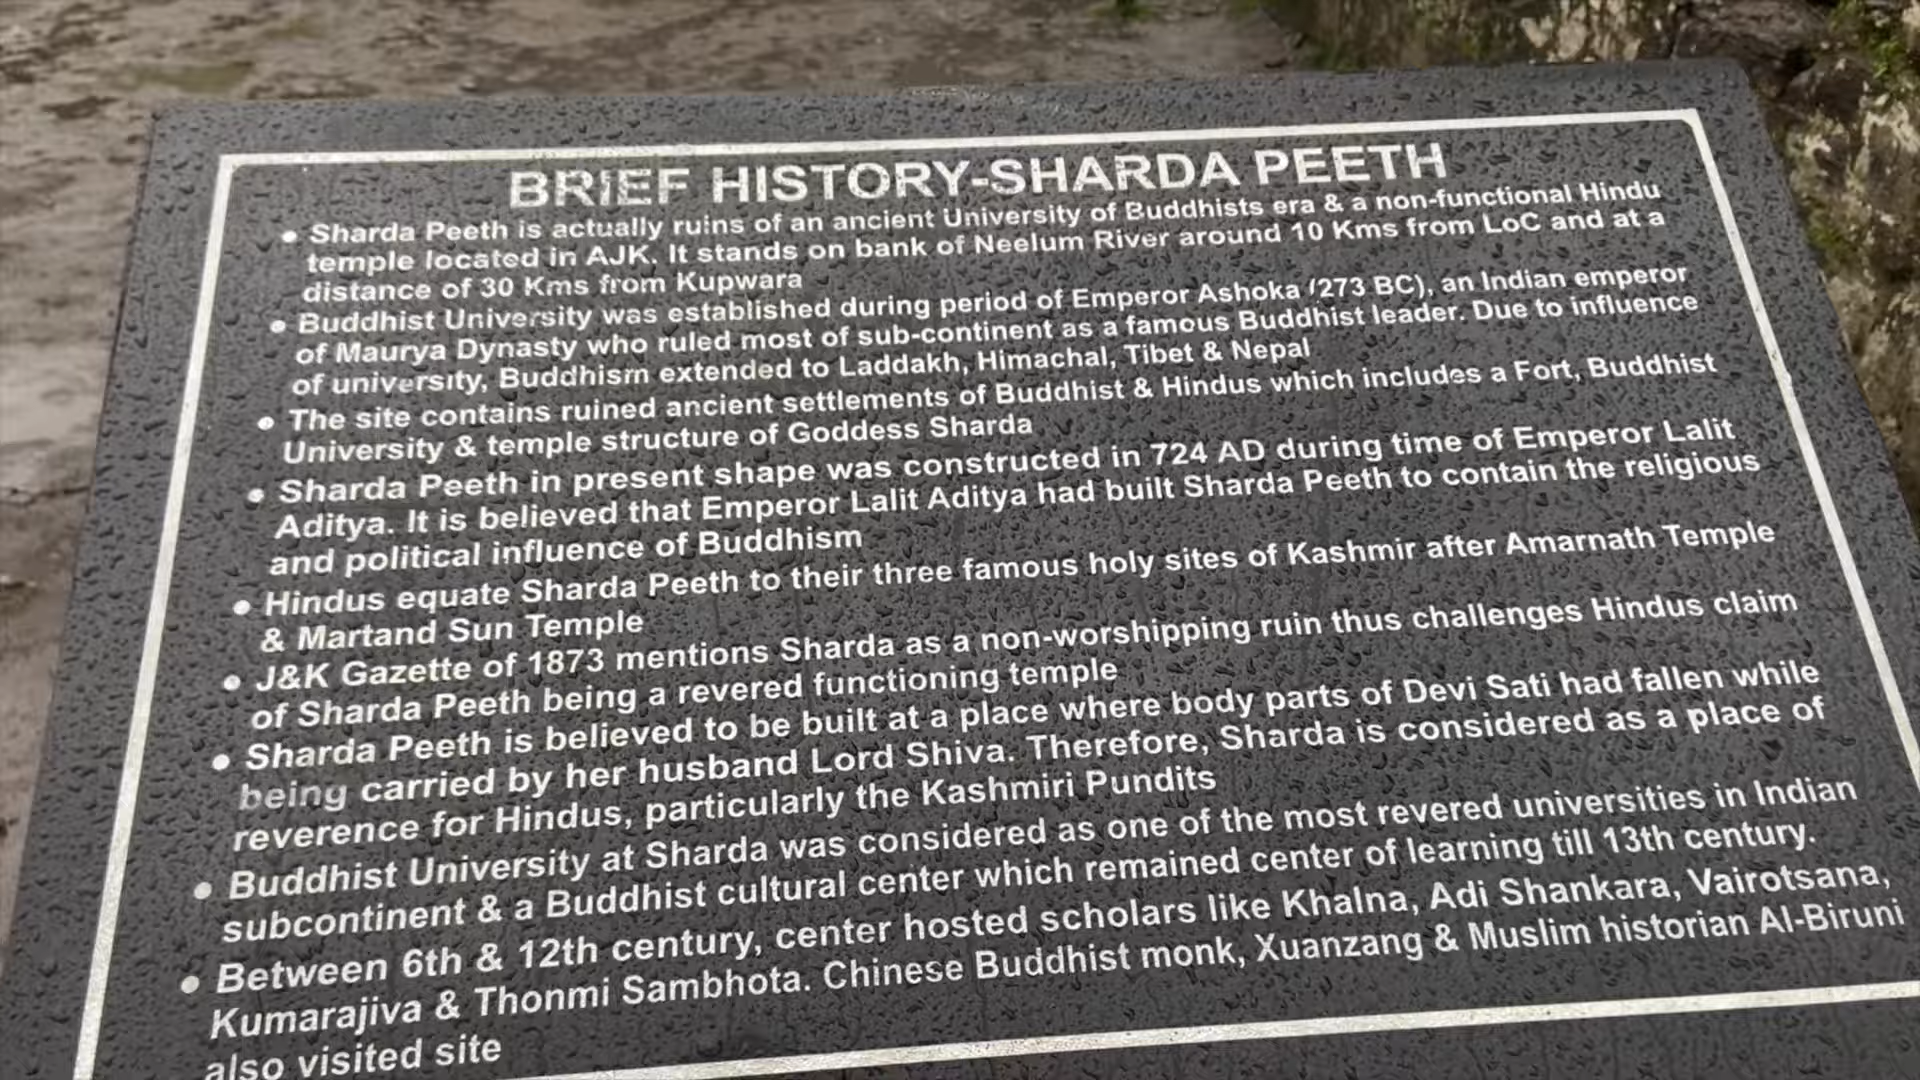 BRIEF HISTORY-SHARDA PEETH
• Sharda Peeth is actually ruins of an ancient University of Buddhists era & a non-functional Hindu
temple located in AJK. It stands on bank of Neelum River around 10 Kms from LoC and at a
distance of 30 Kms from Kupwara
• Buddhist University was established during period of Emperor Ashoka (273 BC), an Indian emperor
of Maurya Dynasty who ruled most of sub-continent as a famous Buddhist leader. Due to influence
of university, Buddhism extended to Laddakh, Himachal, Tibet & Nepal
• The site contains ruined ancient settlements of Buddhist & Hindus which includes a Fort, Buddhist
University & temple structure of Goddess Sharda
• Sharda Peeth in present shape was constructed in 724 AD during time of Emperor Lalit
Aditya. It is believed that Emperor Lalit Aditya had built Sharda Peeth to contain the religious
and political influence of Buddhism
• Hindus equate Sharda Peeth to their three famous holy sites of Kashmir after Amarnath Temple
& Martand Sun Temple
• J&K Gazette of 1873 mentions Sharda as a non-worshipping ruin thus challenges Hindus claim
of Sharda Peeth being a revered functioning temple
• Sharda Peeth is believed to be built at a place where body parts of Devi Sati had fallen while
being carried by her husband Lord Shiva. Therefore, Sharda is considered as a place of
reverence for Hindus, particularly the Kashmiri Pundits
• Buddhist University at Sharda was considered as one of the most revered universities in Indian
subcontinent & a Buddhist cultural center which remained center of learning till 13th century.
• Between 6th & 12th century, center hosted scholars like Khalna, Adi Shankara, Vairotsana,
Kumarajiva & Thonmi Sambhota. Chinese Buddhist monk, Xuanzang & Muslim historian Al-Biruni
also visited site